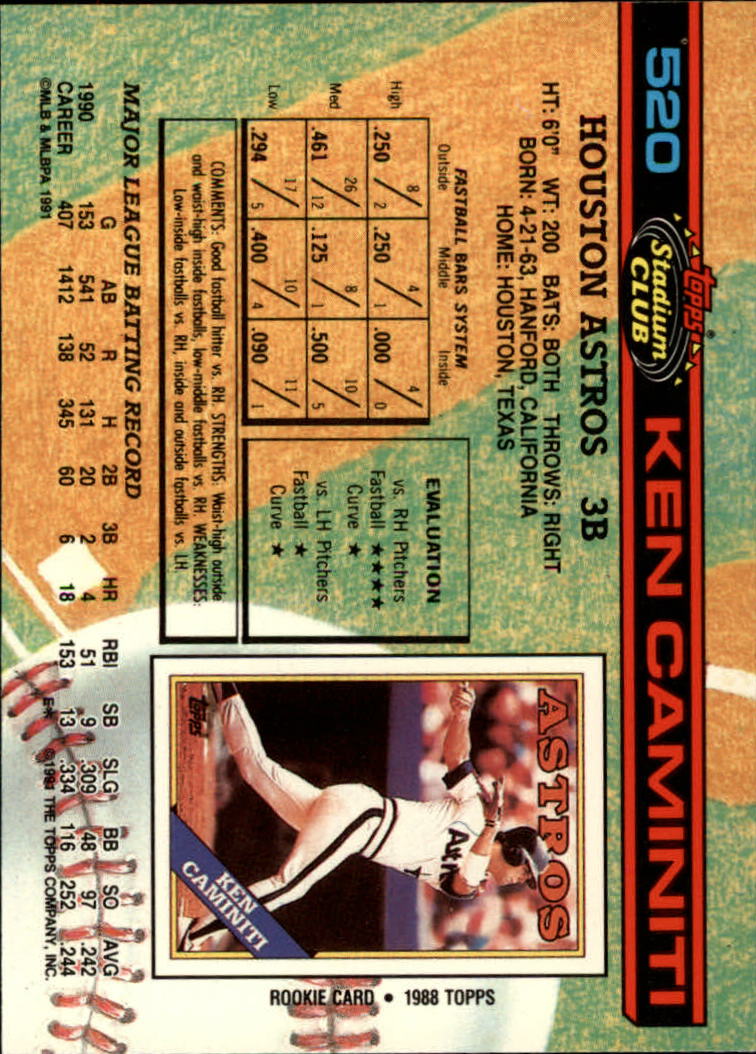 520 Topps® Stadium CLUB KEN CAMINITI
HOUSTON ASTROS 3B
HT: 6'0" WT: 200 BATS: BOTH THROWS: RIGHT
BORN: 4-21-63, HANFORD, CALIFORNIA
HOME: HOUSTON, TEXAS
FASTBALL BARS SYSTEM
Outside Middle Inside
High .250 8/2 .250 4/1 .000 4/0
Med .461 26/12 .125 8/1 .500 10/5
Low .294 17/5 .400 10/4 .090 11/1
EVALUATION
vs. RH Pitchers
Fastball ★★★★
Curve ★
vs. LH Pitchers
Fastball ★
Curve ★
COMMENTS: Good fastball hitter vs. RH. STRENGTHS: Waist-high outside
and waist-high inside fastballs, low-middle fastballs vs. RH. WEAKNESSES:
Low-inside fastballs vs. RH, inside and outside fastballs vs. LH.
ASTROS
Astr
KEN
CAMINITI
Topps
ROOKIE CARD • 1988 TOPPS
MAJOR LEAGUE BATTING RECORD
G AB R H 2B 3B HR RBI SB SLG BB SO AVG
1990 153 541 52 131 20 2 4 51 9 .309 48 97 .242
CAREER 407 1412 138 345 60 6 18 153 13 .334 116 252 .244
©MLB & MLBPA 1991 E* ©1991 THE TOPPS COMPANY, INC.